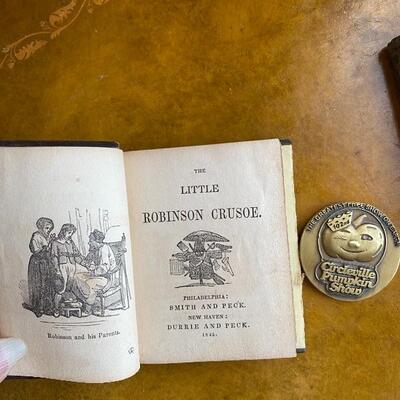 Robinson and his Parents.
THE
LITTLE
ROBINSON CRUSOE.
PHILADELPHIA:
SMITH AND PECK.
NEW HAVEN:
DURRIE AND PECK.
1842.
THE GREATEST FREE SHOW ON EARTH
Circleville
Pumpkin
Show